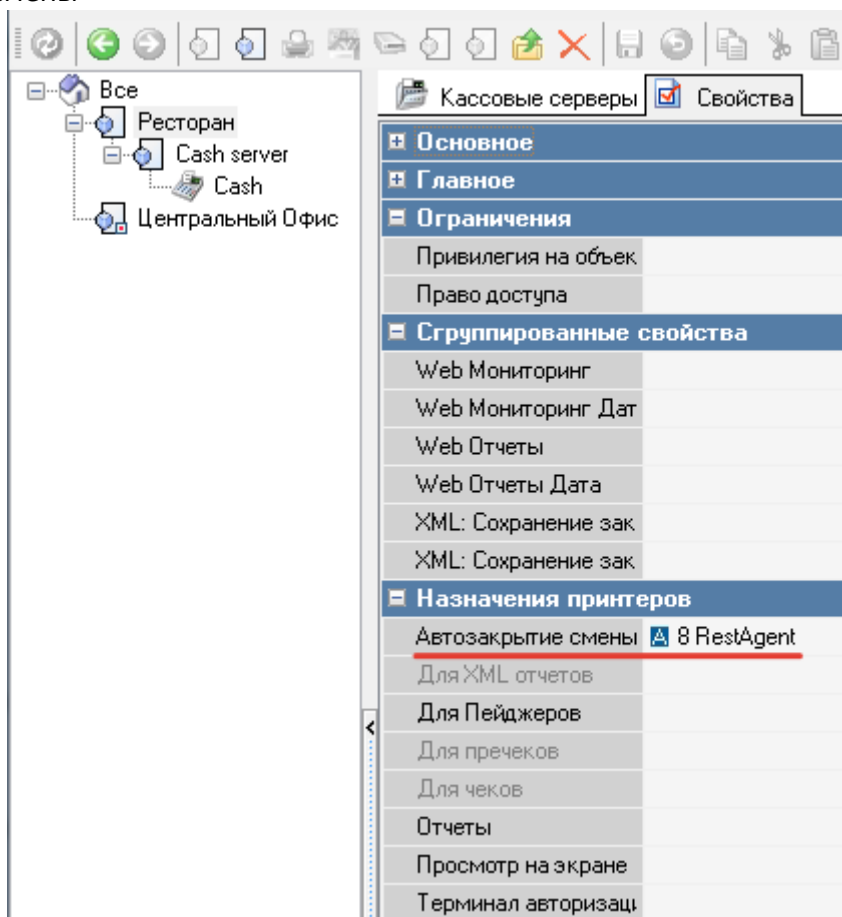 Все
Ресторан
Cash server
Cash
Центральный Офис
Кассовые серверы
Свойства
Основное
Главное
Ограничения
Привилегия на объек
Право доступа
Сгруппированные свойства
Web Мониторинг
Web Мониторинг Дат
Web Отчеты
Web Отчеты Дата
XML: Сохранение зак
XML: Сохранение зак
Назначения принтеров
Автозакрытие смены A 8 RestAgent
Для XML отчетов
Для Пейджеров
Для пречеков
Для чеков
Отчеты
Просмотр на экране
Терминал авторизаци